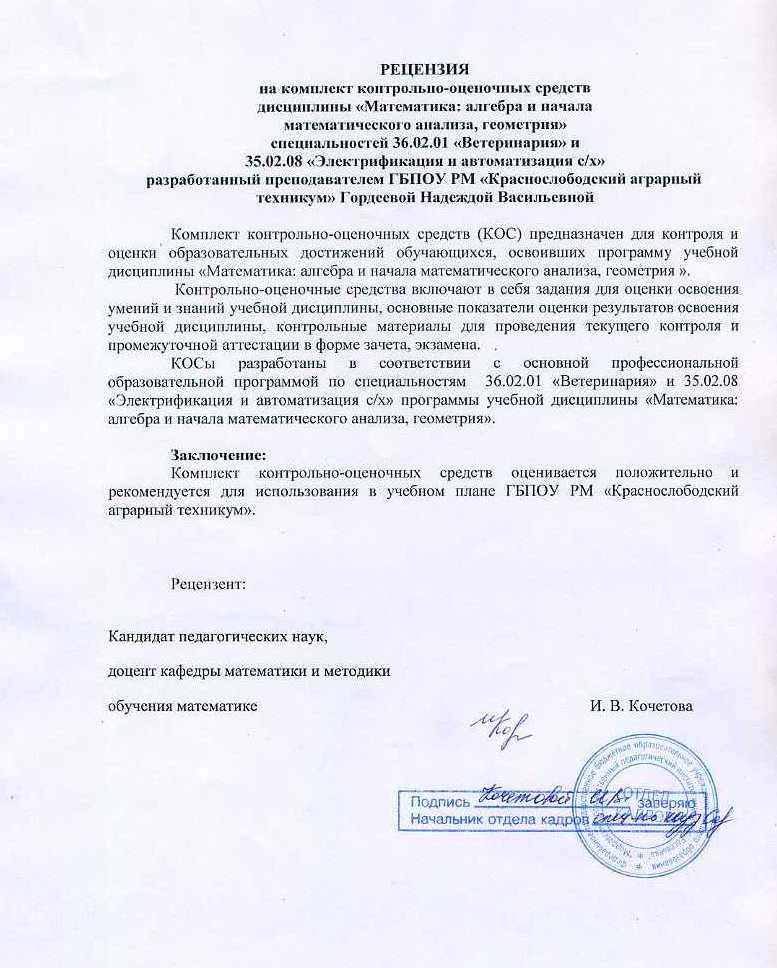 РЕЦЕНЗИЯ
на комплект контрольно-оценочных средств
дисциплины «Математика: алгебра и начала
математического анализа, геометрия»
специальностей 36.02.01 «Ветеринария» и
35.02.08 «Электрификация и автоматизация с/х»
разработанный преподавателем ГБПОУ РМ «Краснослободский аграрный
техникум» Гордеевой Надеждой Васильевной
Комплект контрольно-оценочных средств (КОС) предназначен для контроля и
оценки образовательных достижений обучающихся, освоивших программу учебной
дисциплины «Математика: алгебра и начала математического анализа, геометрия ».
Контрольно-оценочные средства включают в себя задания для оценки освоения
умений и знаний учебной дисциплины, основные показатели оценки результатов освоения
учебной дисциплины, контрольные материалы для проведения текущего контроля и
промежуточной аттестации в форме зачета, экзамена.
КОСы разработаны в соответствии с основной профессиональной
образовательной программой по специальностям 36.02.01 «Ветеринария» и 35.02.08
«Электрификация и автоматизация с/х» программы учебной дисциплины «Математика:
алгебра и начала математического анализа, геометрия».
Заключение:
Комплект контрольно-оценочных средств оценивается положительно и
рекомендуется для использования в учебном плане ГБПОУ РМ «Краснослободский
аграрный техникум».
Рецензент:
Кандидат педагогических наук,
доцент кафедры математики и методики
обучения математике И. В. Кочетова
Подпись Кочетовой И.В. заверяю
Начальник отдела кадров
ОТДЕЛ